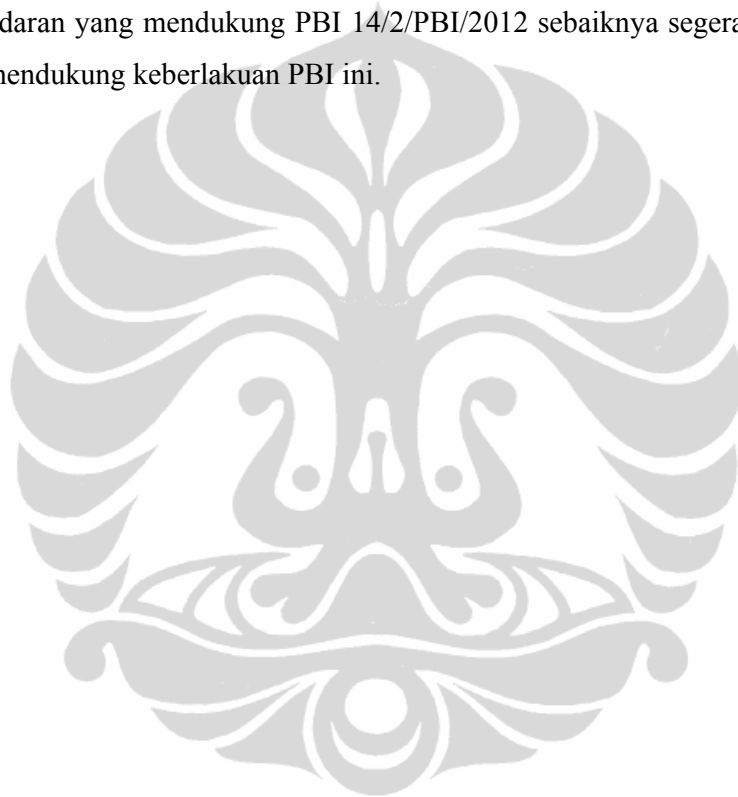 daran yang mendukung PBI 14/2/PBI/2012 sebaiknya segera
mendukung keberlakuan PBI ini.